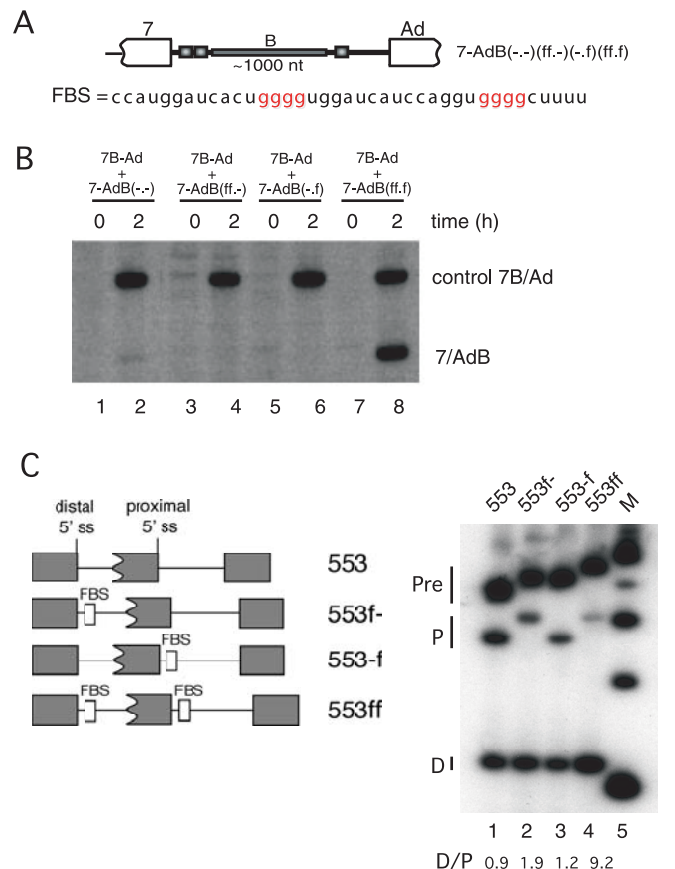 A
7
B
Ad
~1000 nt
7-AdB(-.-)(ff.-)(-.f)(ff.f)
FBS = ccauggaucacuggggugg aucauccagguggggcuuuu
B
7B-Ad + 7-AdB(-.-)
7B-Ad + 7-AdB(ff.-)
7B-Ad + 7-AdB(-.f)
7B-Ad + 7-AdB(ff.f)
0 2 0 2 0 2 0 2 time (h)
control 7B/Ad
7/AdB
1 2 3 4 5 6 7 8
C
distal 5' ss
proximal 5' ss
553
FBS
553f-
FBS
553-f
FBS FBS
553ff
553 553f- 553-f 553ff M
Pre
P
D
1 2 3 4 5
D/P 0.9 1.9 1.2 9.2